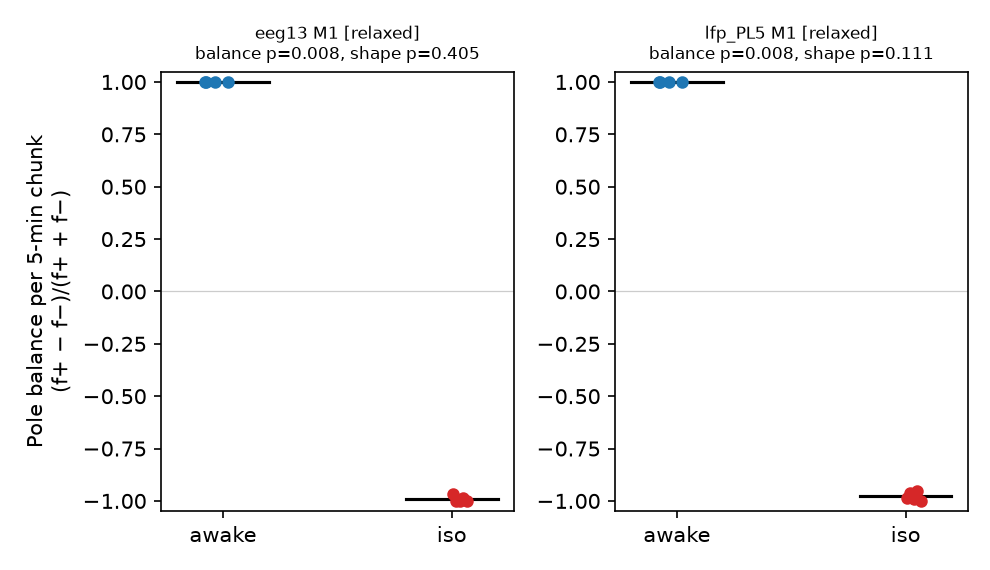 eeg13 M1 [relaxed]
balance p=0.008, shape p=0.405
lfp_PL5 M1 [relaxed]
balance p=0.008, shape p=0.111
Pole balance per 5-min chunk
(f+ − f−)/(f+ + f−)
1.00
0.75
0.50
0.25
0.00
−0.25
−0.50
−0.75
−1.00
awake
iso
1.00
0.75
0.50
0.25
0.00
−0.25
−0.50
−0.75
−1.00
awake
iso